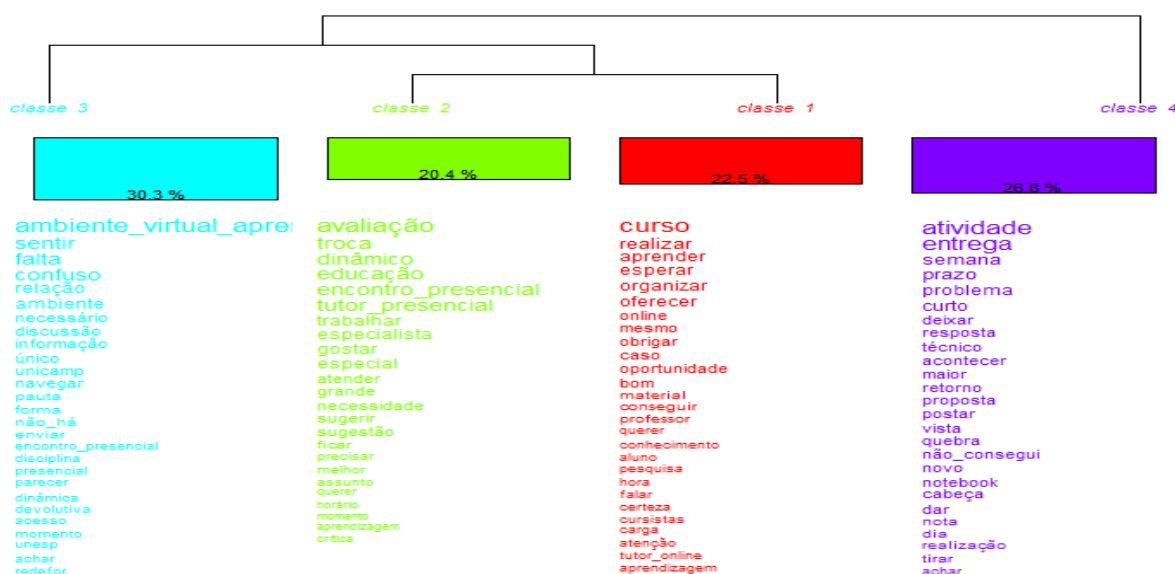 classe 3
classe 2
classe 1
classe 4
30.3 %
20.4 %
22.5 %
26.8 %
ambiente_virtual_apre
sentir
falta
confuso
relação
ambiente
necessário
discussão
informação
único
unicamp
navegar
pauta
forma
não_há
enviar
encontro_presencial
disciplina
presencial
parecer
dinâmica
devolutiva
acesso
momento
unesp
achar
redefor
avaliação
troca
dinâmico
educação
encontro_presencial
tutor_presencial
trabalhar
especialista
gostar
especial
atender
grande
necessidade
sugerir
sugestão
ficar
precisar
melhor
assunto
querer
horário
momento
aprendizagem
crítica
curso
realizar
aprender
esperar
organizar
oferecer
online
mesmo
obrigar
caso
oportunidade
bom
material
conseguir
professor
querer
conhecimento
aluno
pesquisa
hora
falar
certeza
cursistas
carga
atenção
tutor_online
aprendizagem
atividade
entrega
semana
prazo
problema
curto
deixar
resposta
técnico
acontecer
maior
retorno
proposta
postar
vista
quebra
não_consegui
novo
notebook
cabeça
dar
nota
dia
realização
tirar
achar